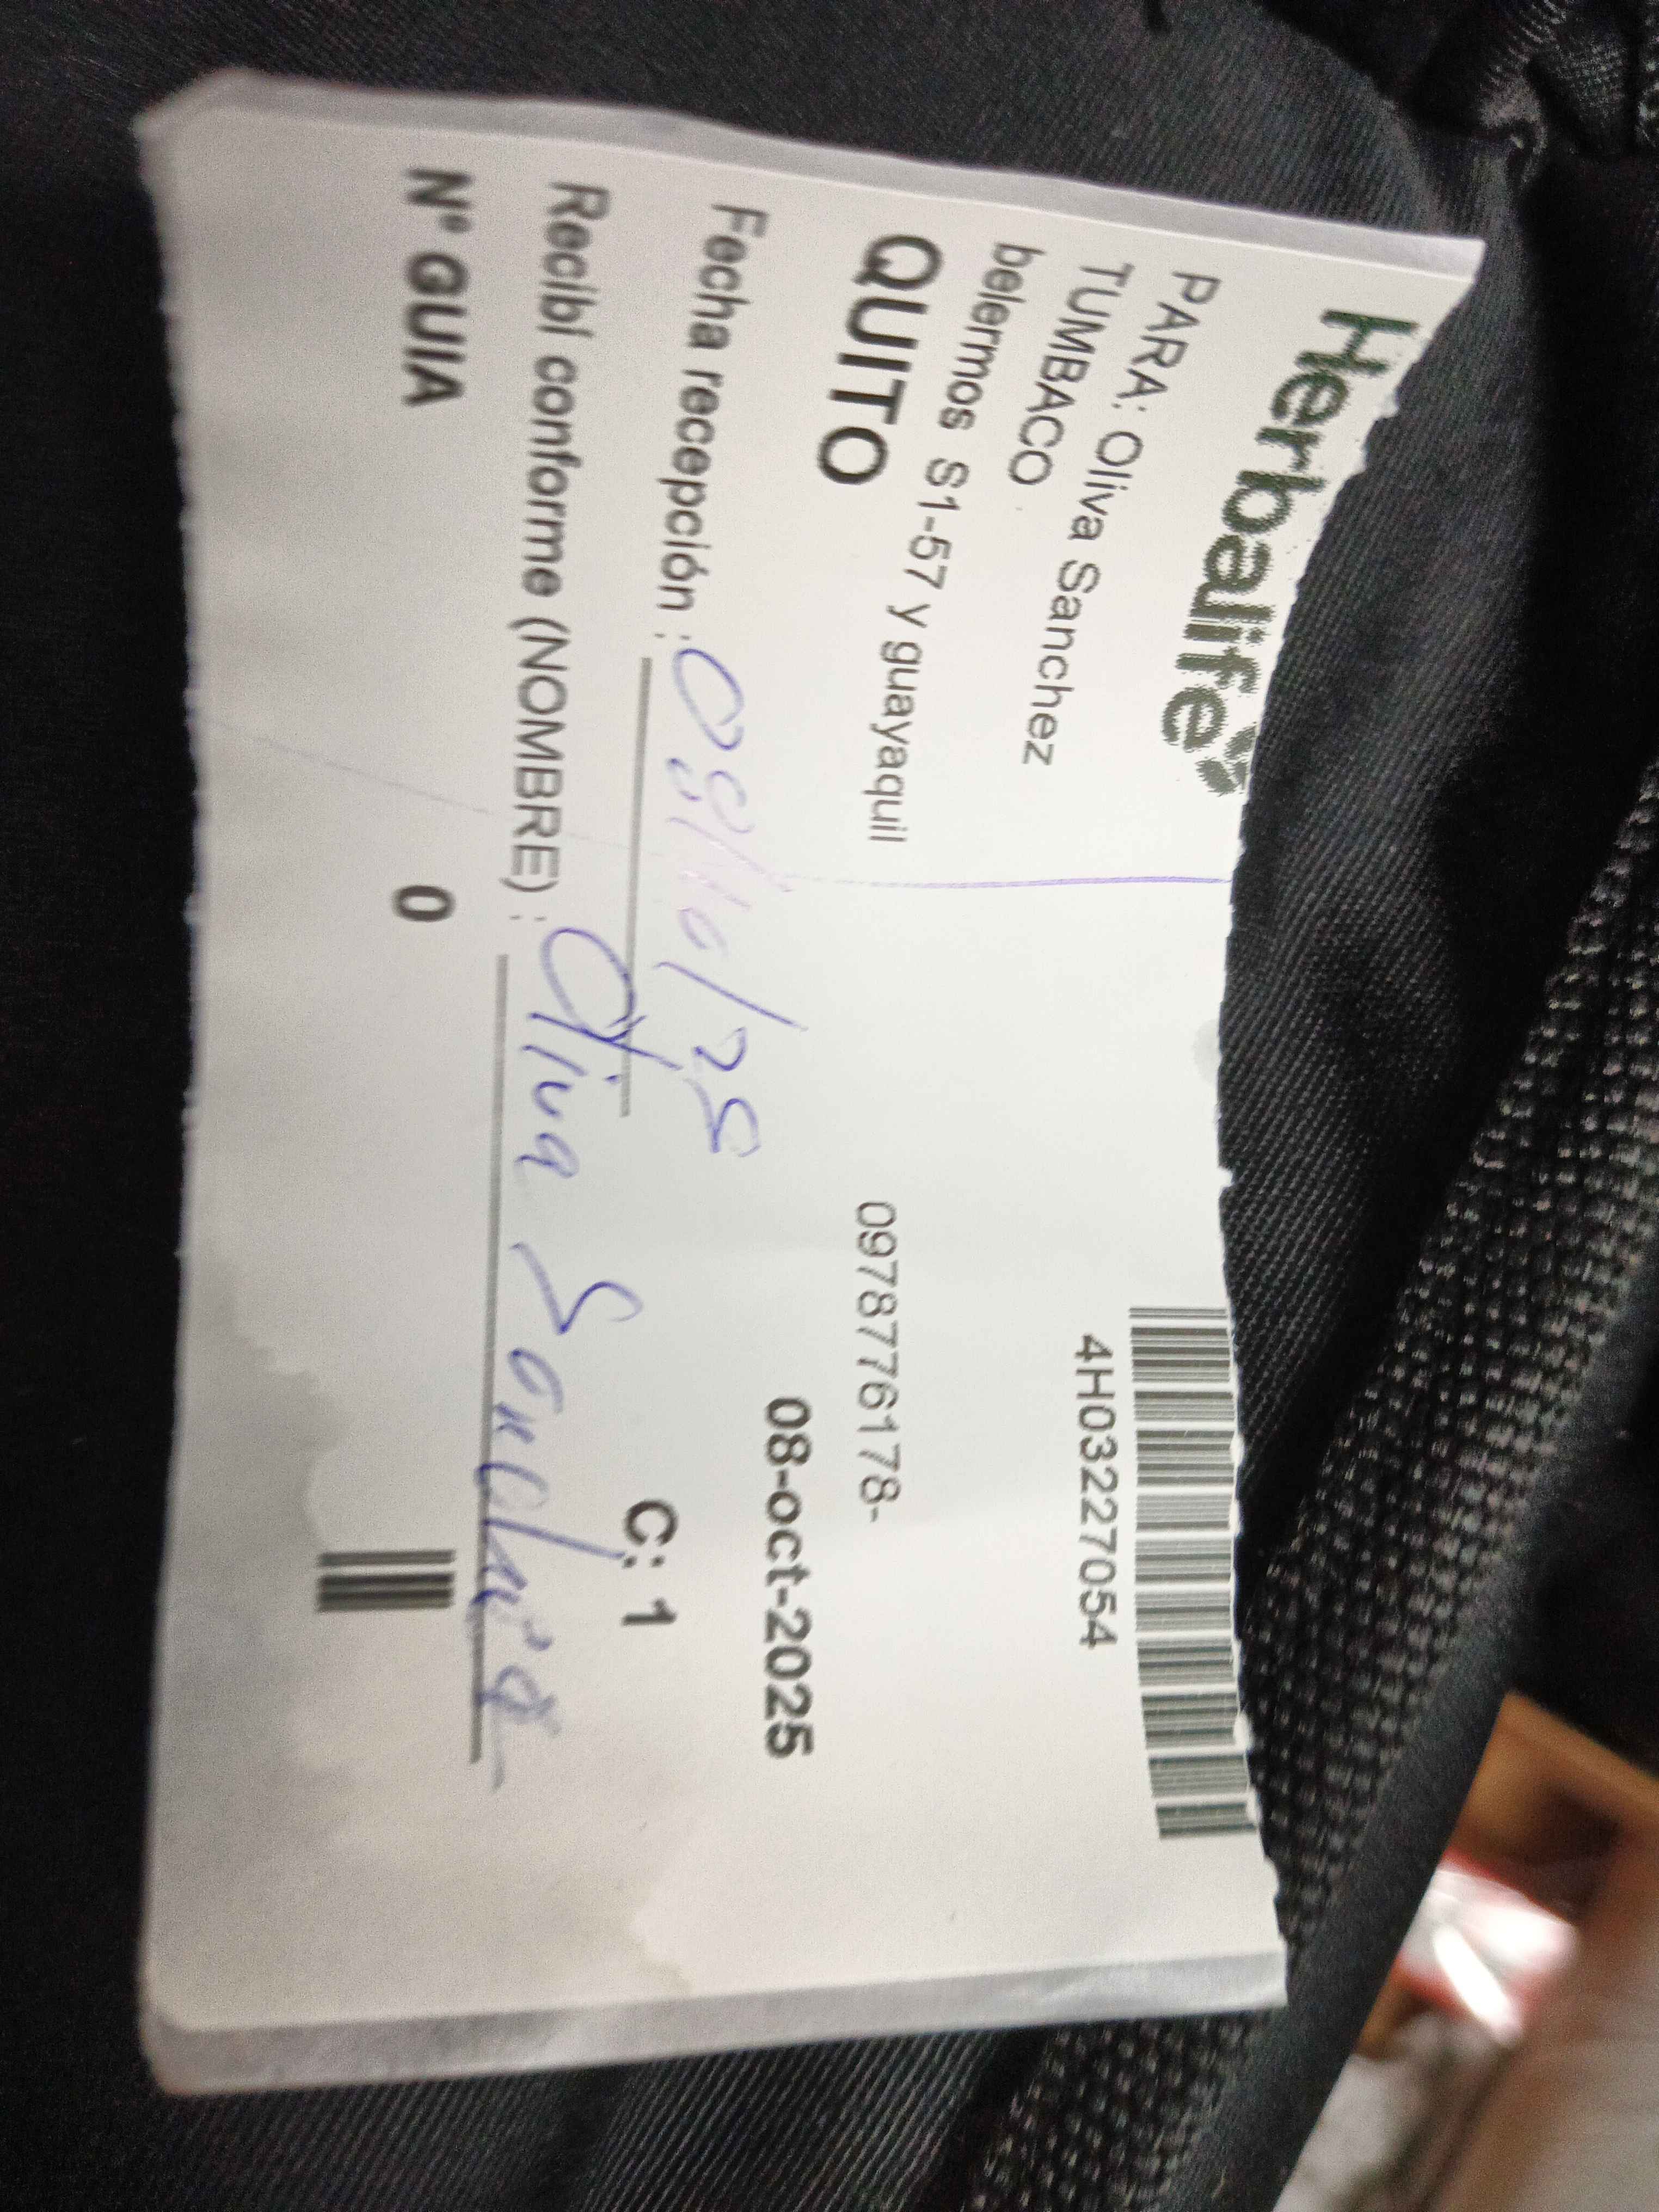 Herbalife
4H03227054
PARA: Oliva Sanchez
TUMBACO
belermos S1-57 y guayaquil
0978776178-
QUITO
08-oct-2025
Fecha recepción : 08/10/25
C: 1
Recibí conforme (NOMBRE) : Oliva Sanchez
Nº GUIA 0